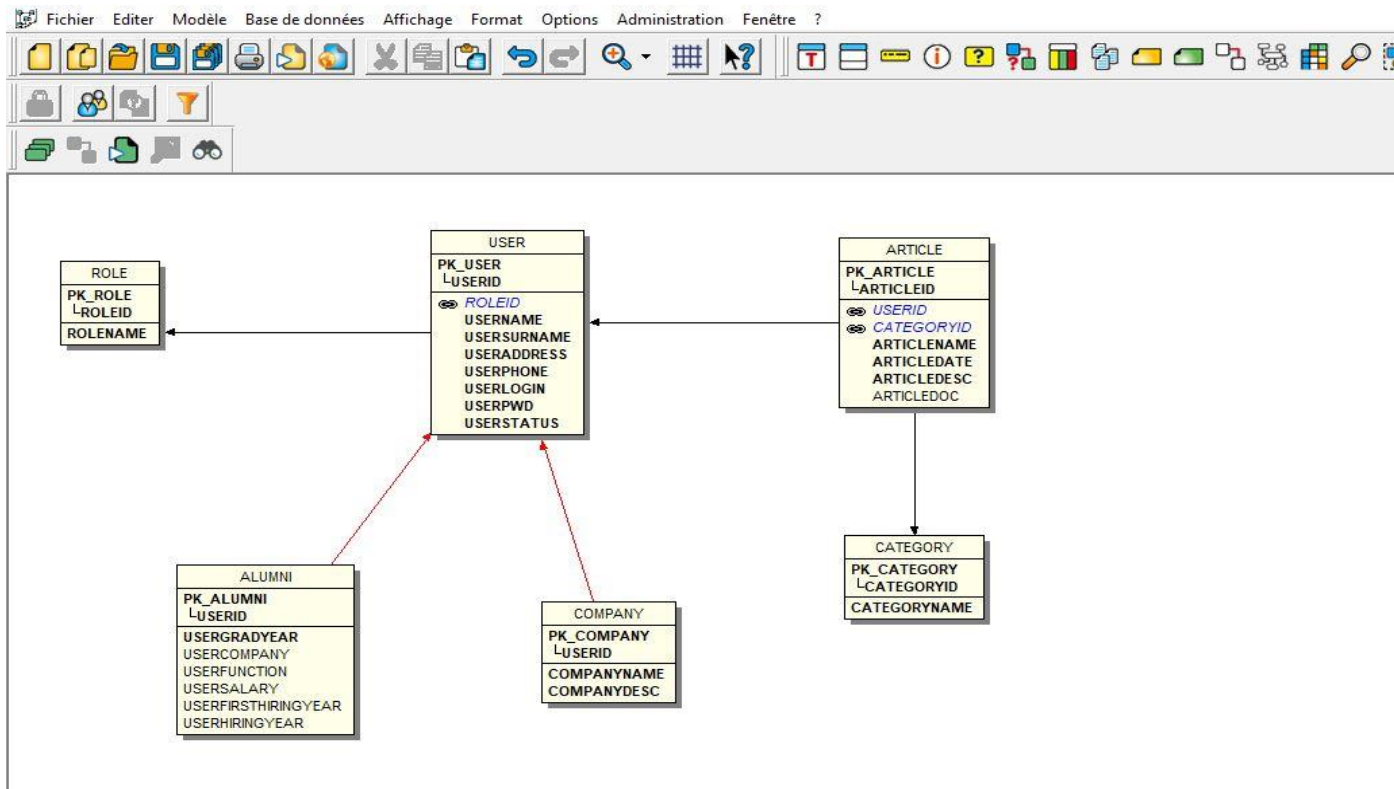 Fichier Editer Modèle Base de données Affichage Format Options Administration Fenêtre ?
ROLE
PK_ROLE
ROLEID
ROLENAME
USER
PK_USER
USERID
ROLEID
USERNAME
USERSURNAME
USERADDRESS
USERPHONE
USERLOGIN
USERPWD
USERSTATUS
ARTICLE
PK_ARTICLE
ARTICLEID
USERID
CATEGORYID
ARTICLENAME
ARTICLEDATE
ARTICLEDESC
ARTICLEDOC
ALUMNI
PK_ALUMNI
USERID
USERGRADYEAR
USERCOMPANY
USERFUNCTION
USERSALARY
USERFIRSTHIRINGYEAR
USERHIRINGYEAR
COMPANY
PK_COMPANY
USERID
COMPANYNAME
COMPANYDESC
CATEGORY
PK_CATEGORY
CATEGORYID
CATEGORYNAME